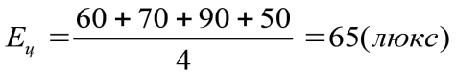 E_ц = (60 + 70 + 90 + 50) / 4 = 65(люкс)